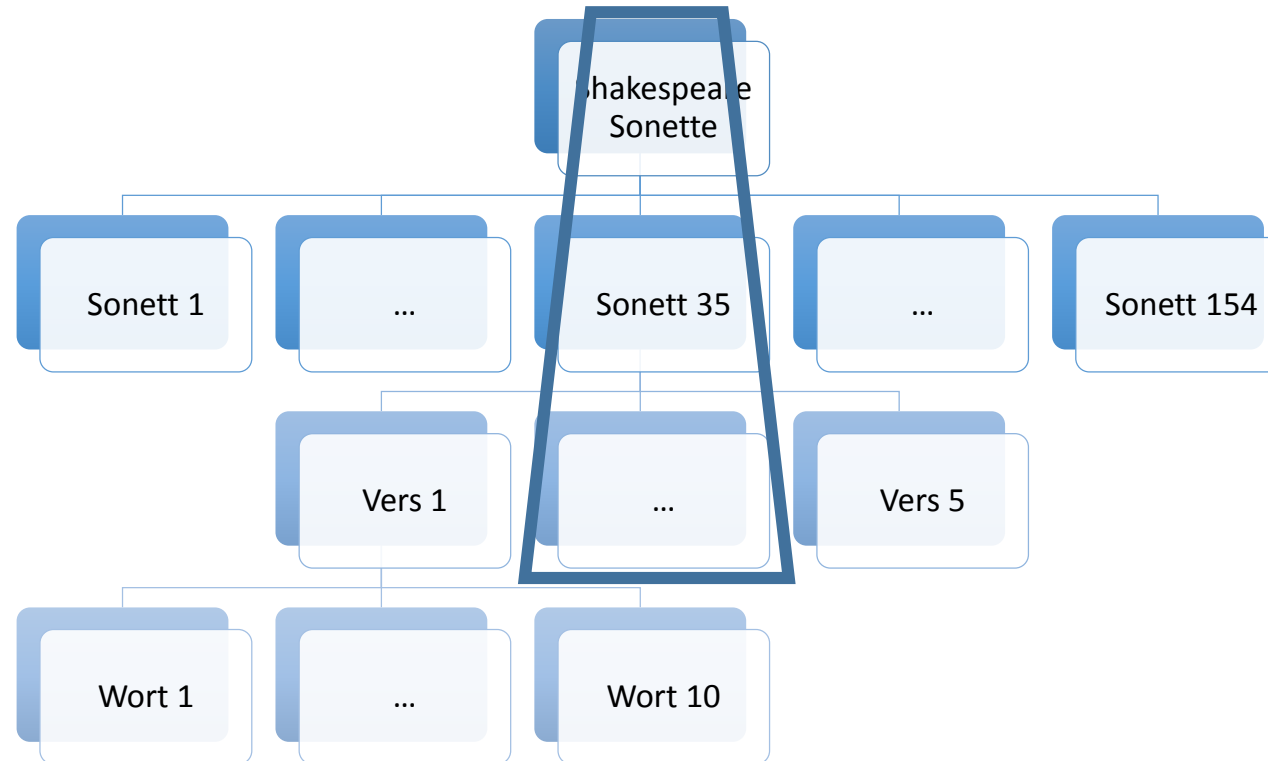 Shakespeare
Sonette
Sonett 1
...
Sonett 35
...
Sonett 154
Vers 1
...
Vers 5
Wort 1
...
Wort 10